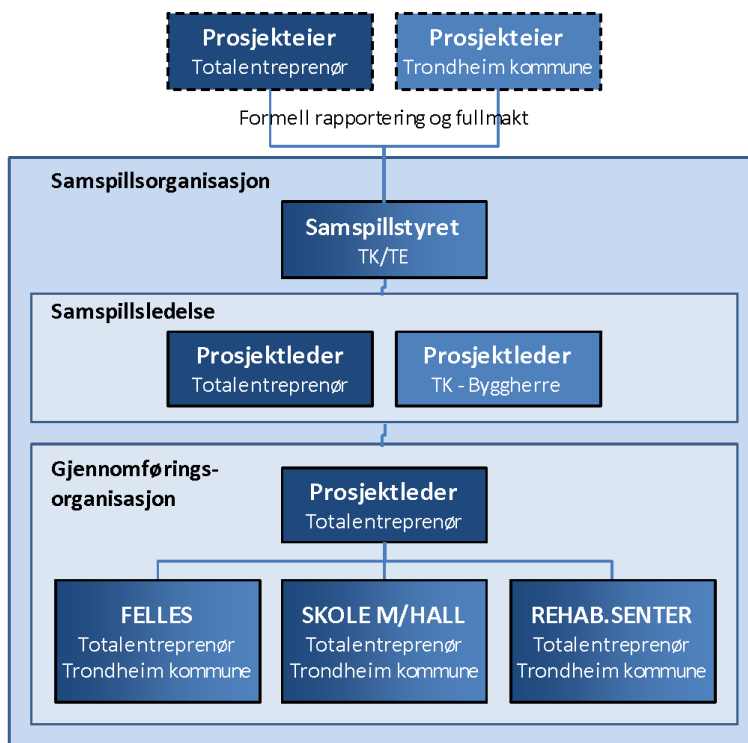 Prosjekteier
Totalentreprenør
Prosjekteier
Trondheim kommune
Formell rapportering og fullmakt
Samspillsorganisasjon
Samspillstyret
TK/TE
Samspillsledelse
Prosjektleder
Totalentreprenør
Prosjektleder
TK - Byggherre
Gjennomførings-
organisasjon
Prosjektleder
Totalentreprenør
FELLES
Totalentreprenør
Trondheim kommune
SKOLE M/HALL
Totalentreprenør
Trondheim kommune
REHAB.SENTER
Totalentreprenør
Trondheim kommune